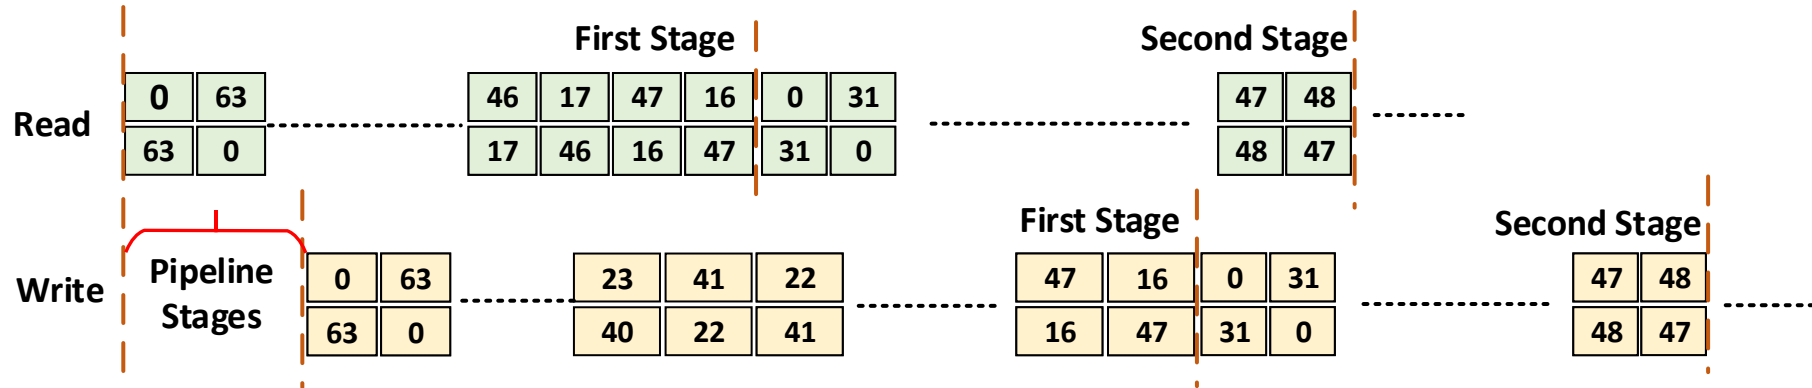 First Stage Second Stage
0 63 46 17 47 16 0 31 47 48
Read
63 0 17 46 16 47 31 0 48 47
First Stage Second Stage
0 63 23 41 22 47 16 0 31 47 48
Write Pipeline Stages
63 0 40 22 41 16 47 31 0 48 47